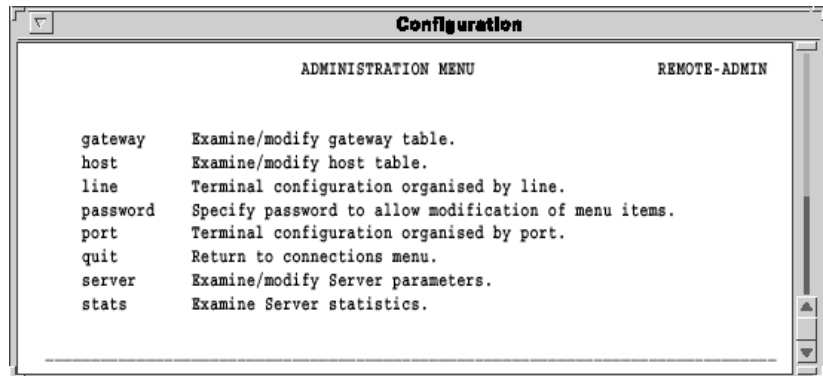 Configuration
ADMINISTRATION MENU REMOTE-ADMIN
gateway Examine/modify gateway table.
host Examine/modify host table.
line Terminal configuration organised by line.
password Specify password to allow modification of menu items.
port Terminal configuration organised by port.
quit Return to connections menu.
server Examine/modify Server parameters.
stats Examine Server statistics.